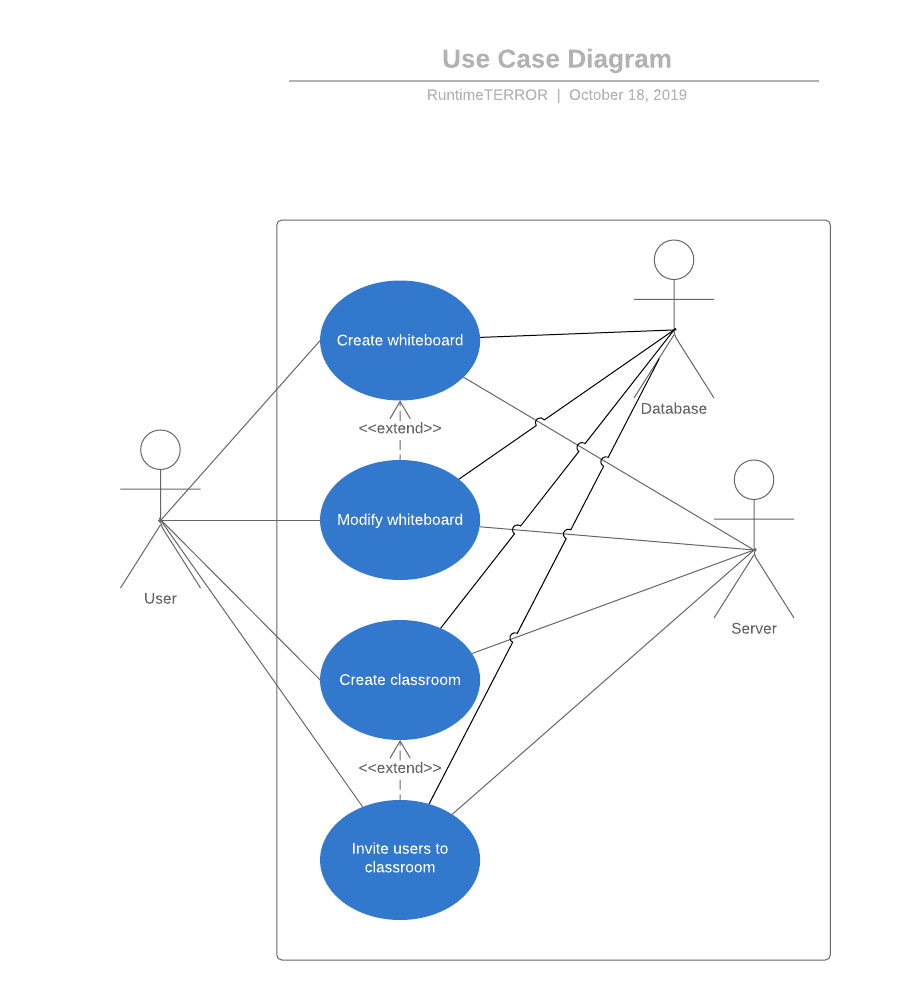 Use Case Diagram
RuntimeTERROR | October 18, 2019
Create whiteboard
Database
<<extend>>
Modify whiteboard
User
Server
Create classroom
<<extend>>
Invite users to
classroom